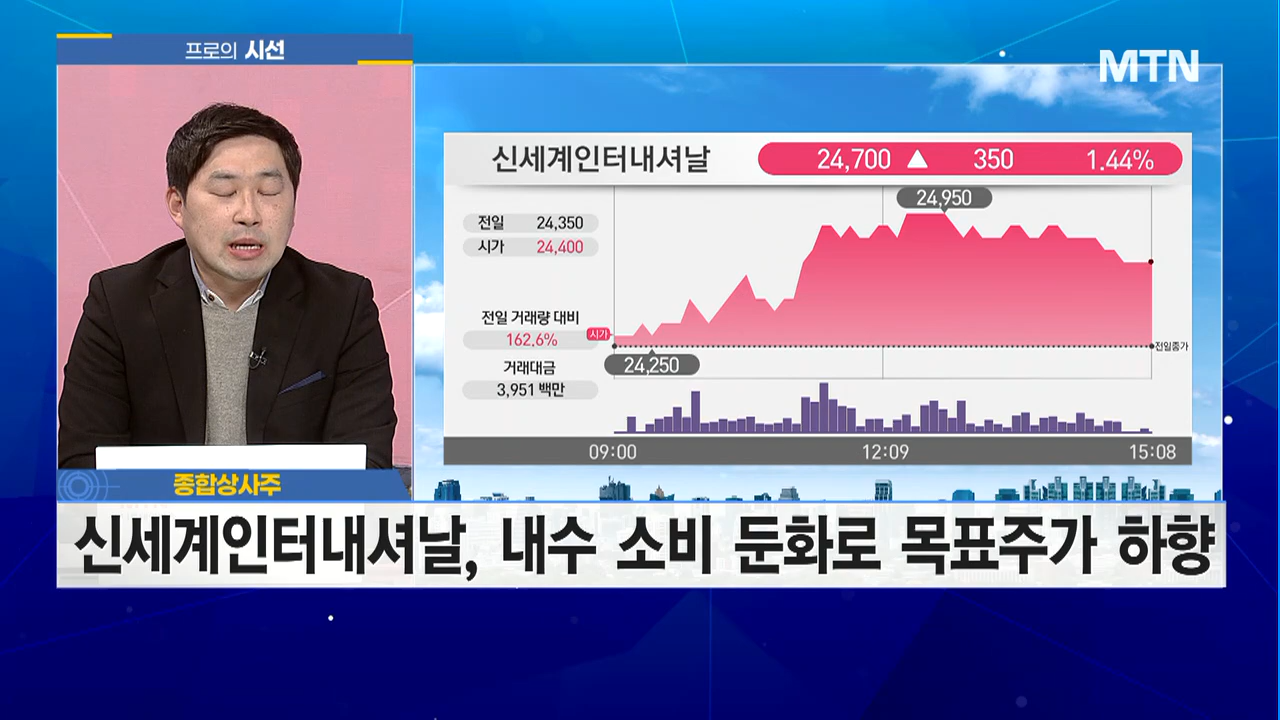 프로의 시선
MTN
신세계인터내셔날 24,700 ▲ 350 1.44%
전일 24,350
시가 24,400
24,950
전일 거래량 대비
162.6%
거래대금
3,951 백만
시가
24,250
전일종가
09:00 12:09 15:08
종합상사주
신세계인터내셔날, 내수 소비 둔화로 목표주가 하향